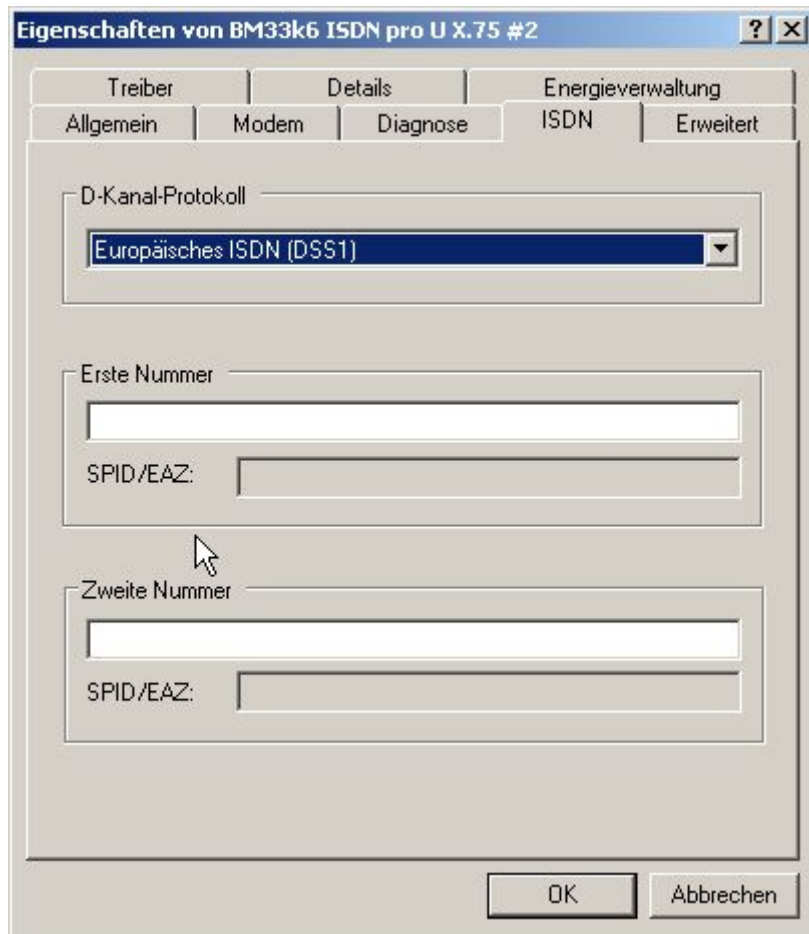 Eigenschaften von BM33k6 ISDN pro U X.75 #2
Treiber Details Energieverwaltung
Allgemein Modem Diagnose ISDN Erweitert
D-Kanal-Protokoll
Europäisches ISDN (DSS1)
Erste Nummer
SPID/EAZ:
Zweite Nummer
SPID/EAZ:
OK Abbrechen